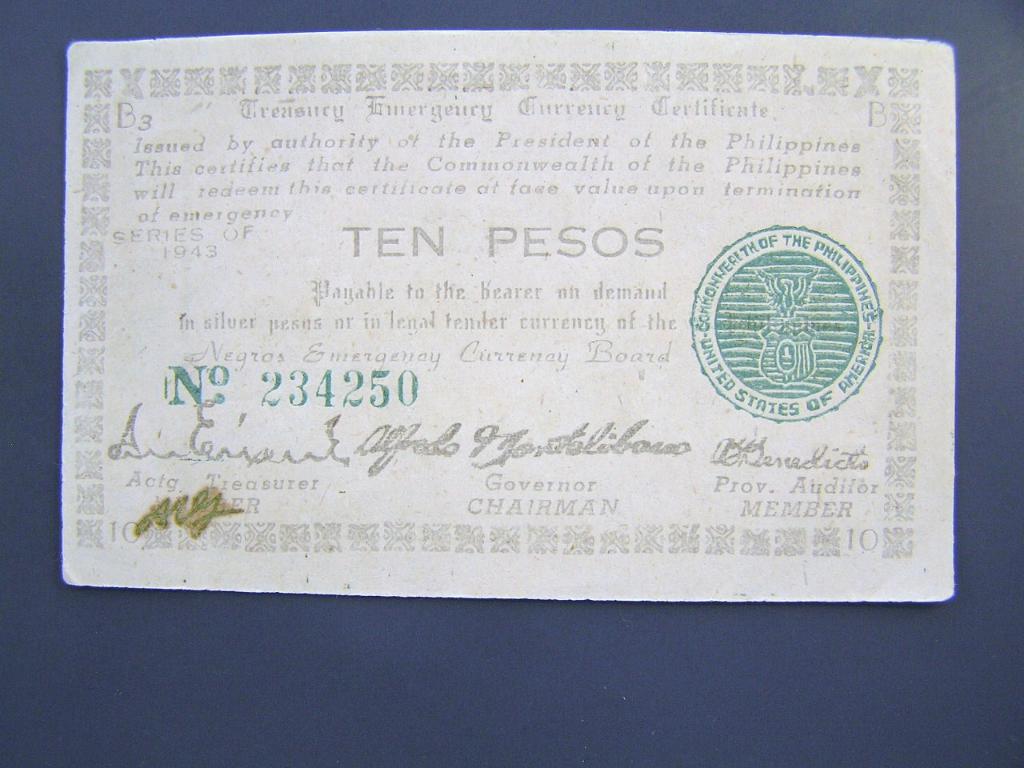 X X
B3 Treasury Emergency Currency Certificate B
Issued by authority of the President of the Philippines
This certifies that the Commonwealth of the Philippines
will redeem this certificate at face value upon termination
of emergency
SERIES OF
1943
TEN PESOS
Payable to the bearer on demand
In silver pesos or in legal tender currency of the
Negros Emergency Currency Board
COMMONWEALTH OF THE PHILIPPINES
UNITED STATES OF AMERICA
No 234250
Alfredo Montelibano
Benedicto
Actg. Treasurer Governor Prov. Auditor
CHAIRMAN MEMBER
10 10